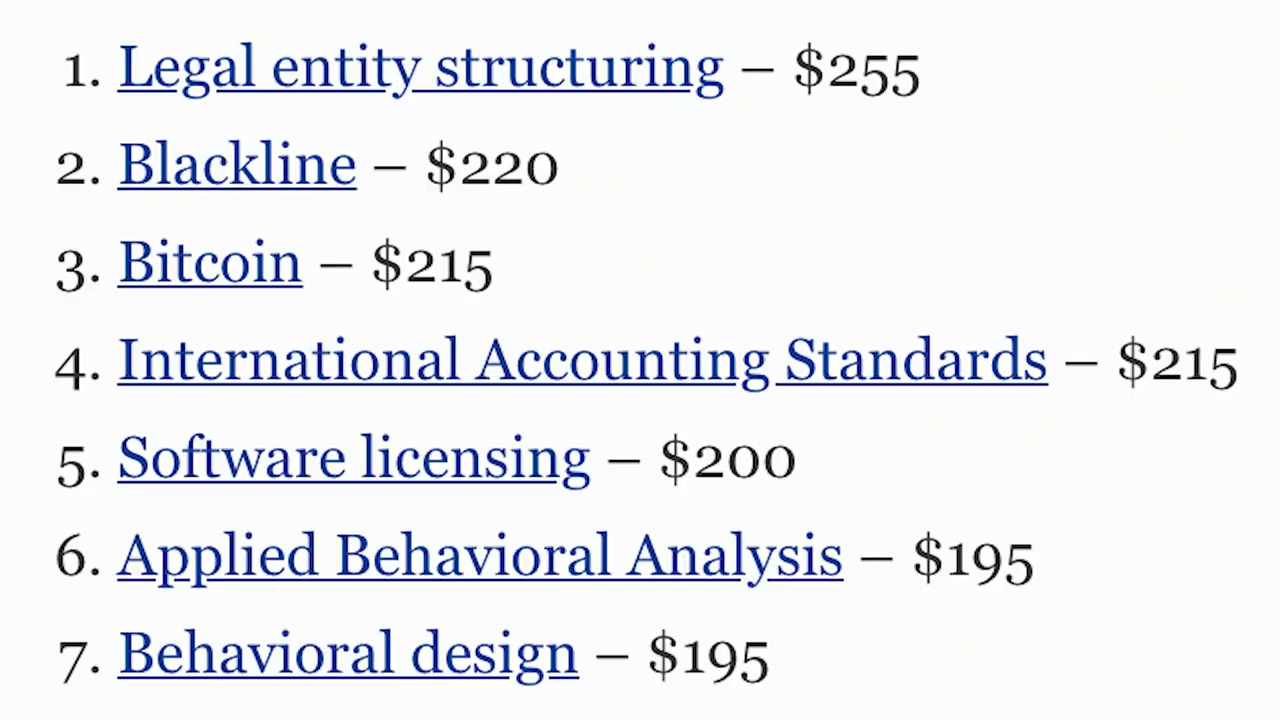 1. Legal entity structuring – $255
2. Blackline – $220
3. Bitcoin – $215
4. International Accounting Standards – $215
5. Software licensing – $200
6. Applied Behavioral Analysis – $195
7. Behavioral design – $195